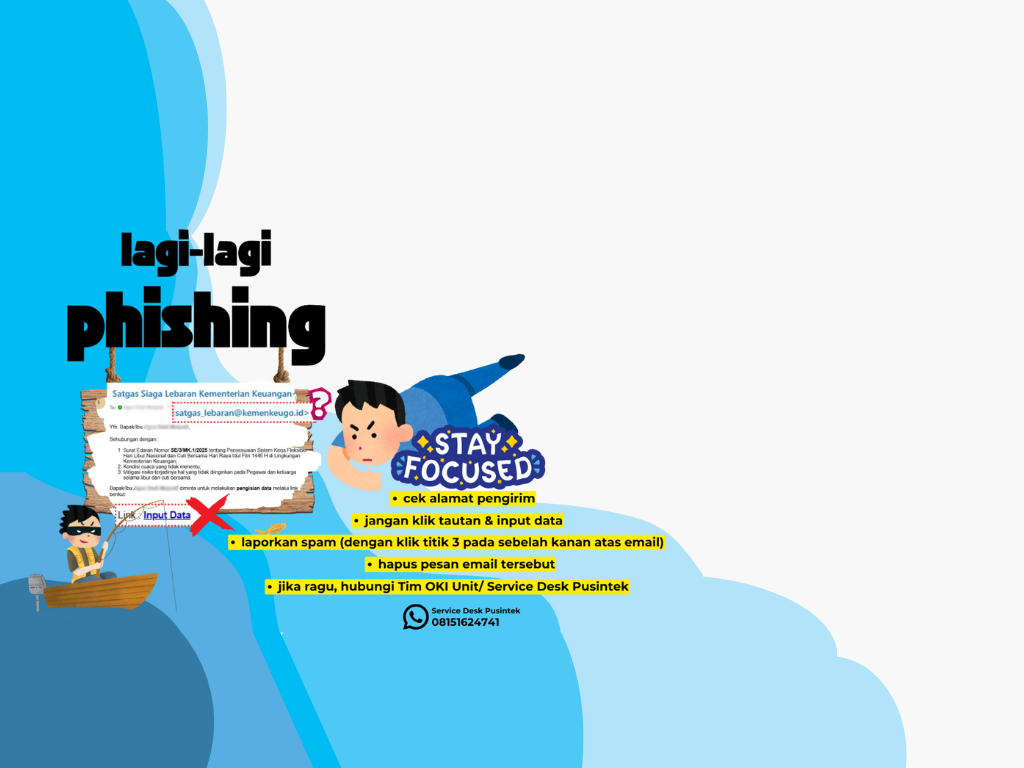 lagi-lagi
phishing
Satgas Siaga Lebaran Kementerian Keuangan
To:
satgas_lebaran@kemenkeugo.id>
?
Yth. Bapak/Ibu
Sehubungan dengan :
1. Surat Edaran Nomor SE/3/MK.1/2025 tentang Penyesuaian Sistem Kerja Fleksibel
Hari Libur Nasional dan Cuti Bersama Hari Raya Idul Fitri 1446 H di Lingkungan
Kementerian Keuangan;
2. Kondisi cuaca yang tidak menentu;
3. Mitigasi risiko terjadinya hal yang tidak diinginkan pada Pegawai dan keluarga
selama libur dan cuti bersama.
Bapak/Ibu diminta untuk melakukan pengisian data melalui link
berikut:
Link : Input Data
STAY
FOCUSED
• cek alamat pengirim
• jangan klik tautan & input data
• laporkan spam (dengan klik titik 3 pada sebelah kanan atas email)
• hapus pesan email tersebut
• jika ragu, hubungi Tim OKI Unit/ Service Desk Pusintek
Service Desk Pusintek
08151624741